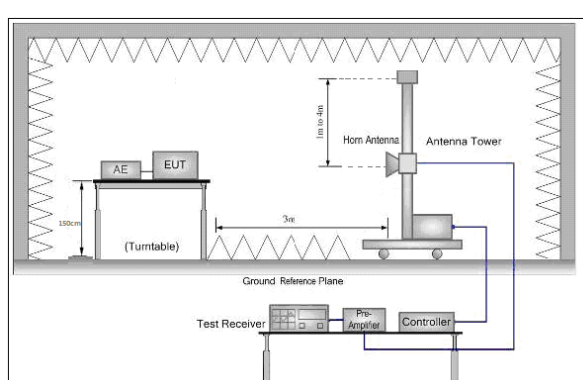 1m to 4m
Horn Antenna
Antenna Tower
AE
EUT
150cm
(Turntable)
3m
Ground Reference Plane
Test Receiver
Pre-
Amplifier
Controller